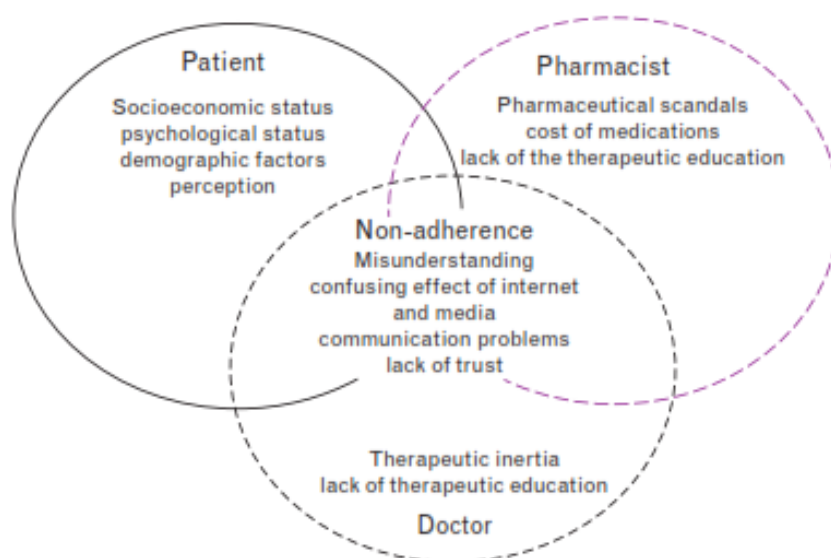 Patient
Socioeconomic status
psychological status
demographic factors
perception
Pharmacist
Pharmaceutical scandals
cost of medications
lack of the therapeutic education
Non-adherence
Misunderstanding
confusing effect of internet
and media
communication problems
lack of trust
Therapeutic inertia
lack of therapeutic education
Doctor